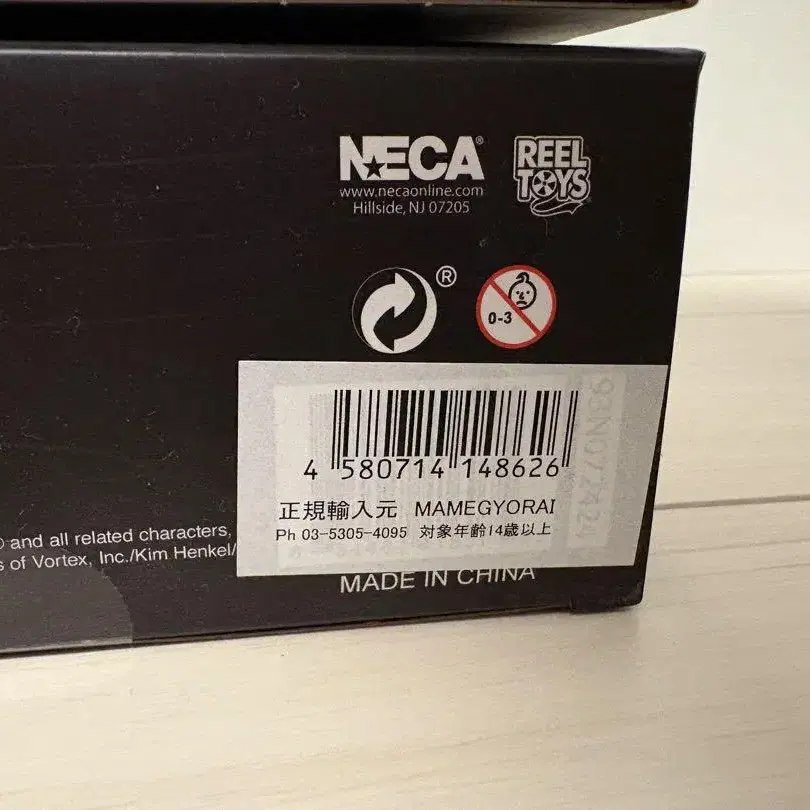 NECA®
www.necaonline.com
Hillside, NJ 07205
REEL
TOYS
®
0-3
4 580714 148626
正規輸入元 MAMEGYORAI
Ph 03-5305-4095 対象年齢14歳以上
and all related characters,
s of Vortex, Inc./Kim Henkel/
MADE IN CHINA